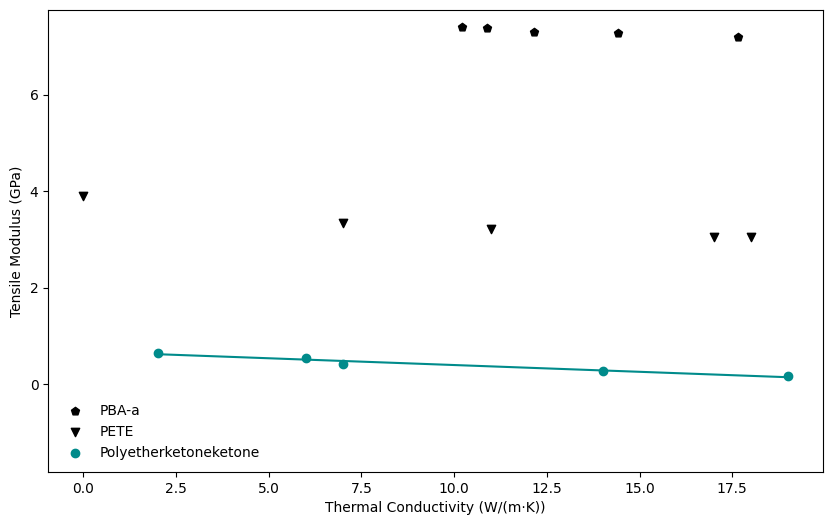 6
4
2
0
Tensile Modulus (GPa)
PBA-a
PETE
Polyetherketoneketone
0.0 2.5 5.0 7.5 10.0 12.5 15.0 17.5
Thermal Conductivity (W/(m·K))